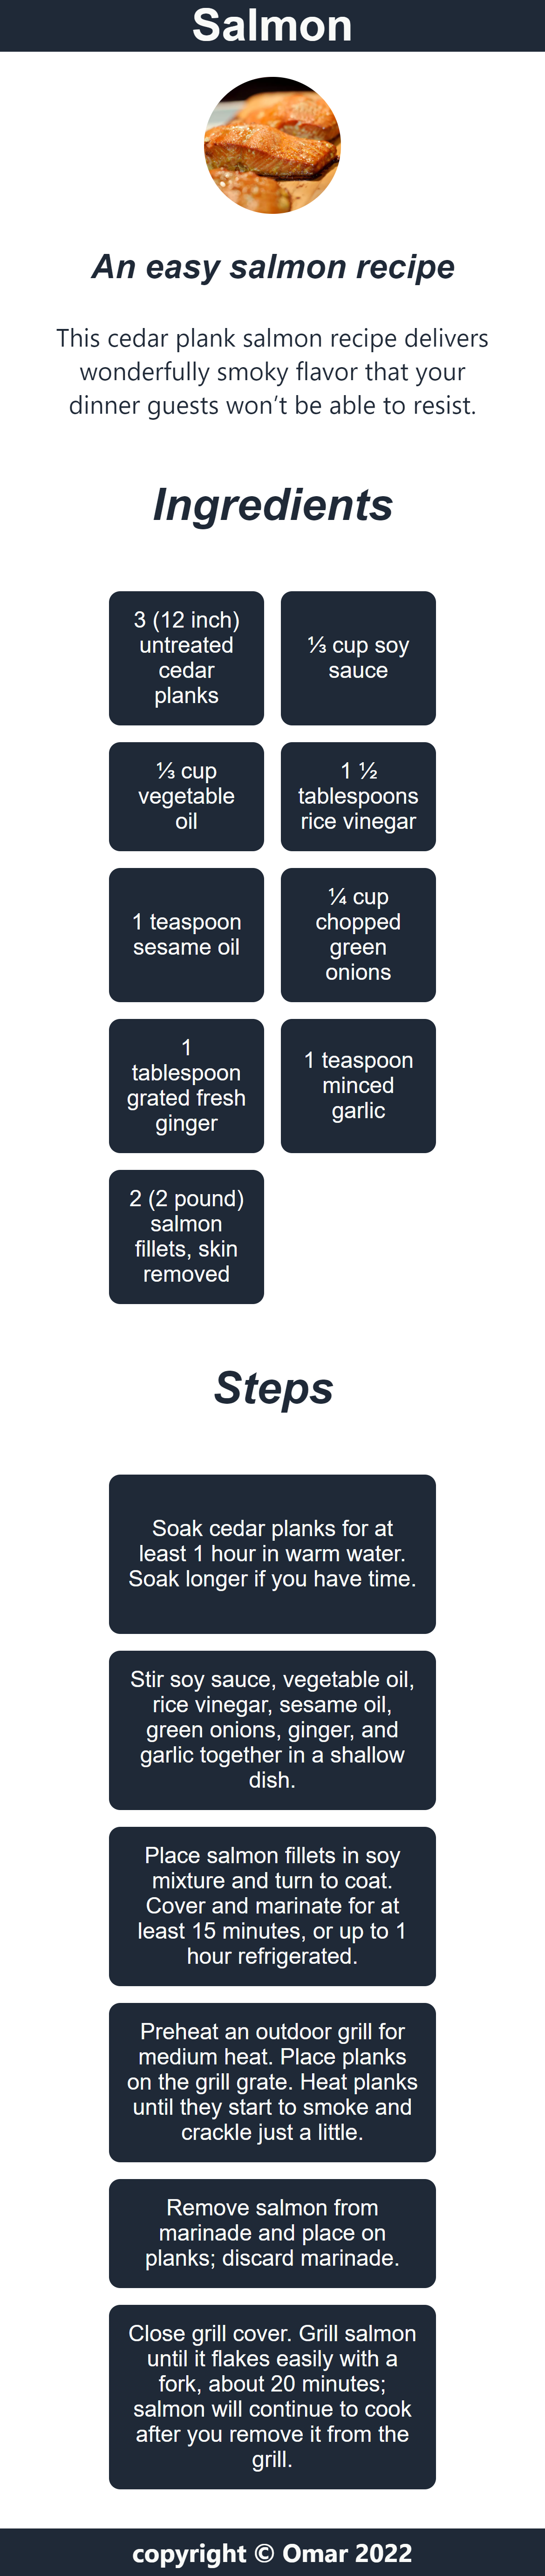 Salmon
An easy salmon recipe
This cedar plank salmon recipe delivers
wonderfully smoky flavor that your
dinner guests won’t be able to resist.
Ingredients
3 (12 inch)
untreated
cedar
planks
⅓ cup soy
sauce
⅓ cup
vegetable
oil
1 ½
tablespoons
rice vinegar
1 teaspoon
sesame oil
¼ cup
chopped
green
onions
1
tablespoon
grated fresh
ginger
1 teaspoon
minced
garlic
2 (2 pound)
salmon
fillets, skin
removed
Steps
Soak cedar planks for at
least 1 hour in warm water.
Soak longer if you have time.
Stir soy sauce, vegetable oil,
rice vinegar, sesame oil,
green onions, ginger, and
garlic together in a shallow
dish.
Place salmon fillets in soy
mixture and turn to coat.
Cover and marinate for at
least 15 minutes, or up to 1
hour refrigerated.
Preheat an outdoor grill for
medium heat. Place planks
on the grill grate. Heat planks
until they start to smoke and
crackle just a little.
Remove salmon from
marinade and place on
planks; discard marinade.
Close grill cover. Grill salmon
until it flakes easily with a
fork, about 20 minutes;
salmon will continue to cook
after you remove it from the
grill.
copyright © Omar 2022